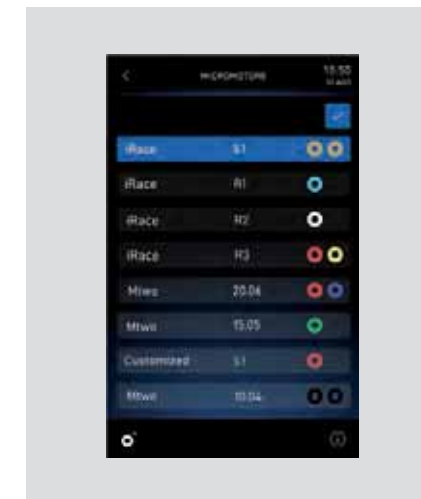 MICROMOTORE 15:50
iRace S1
iRace R1
iRace R2
iRace R3
Mtwo 20.06
Mtwo 15.05
Customized S1
Mtwo 10.04